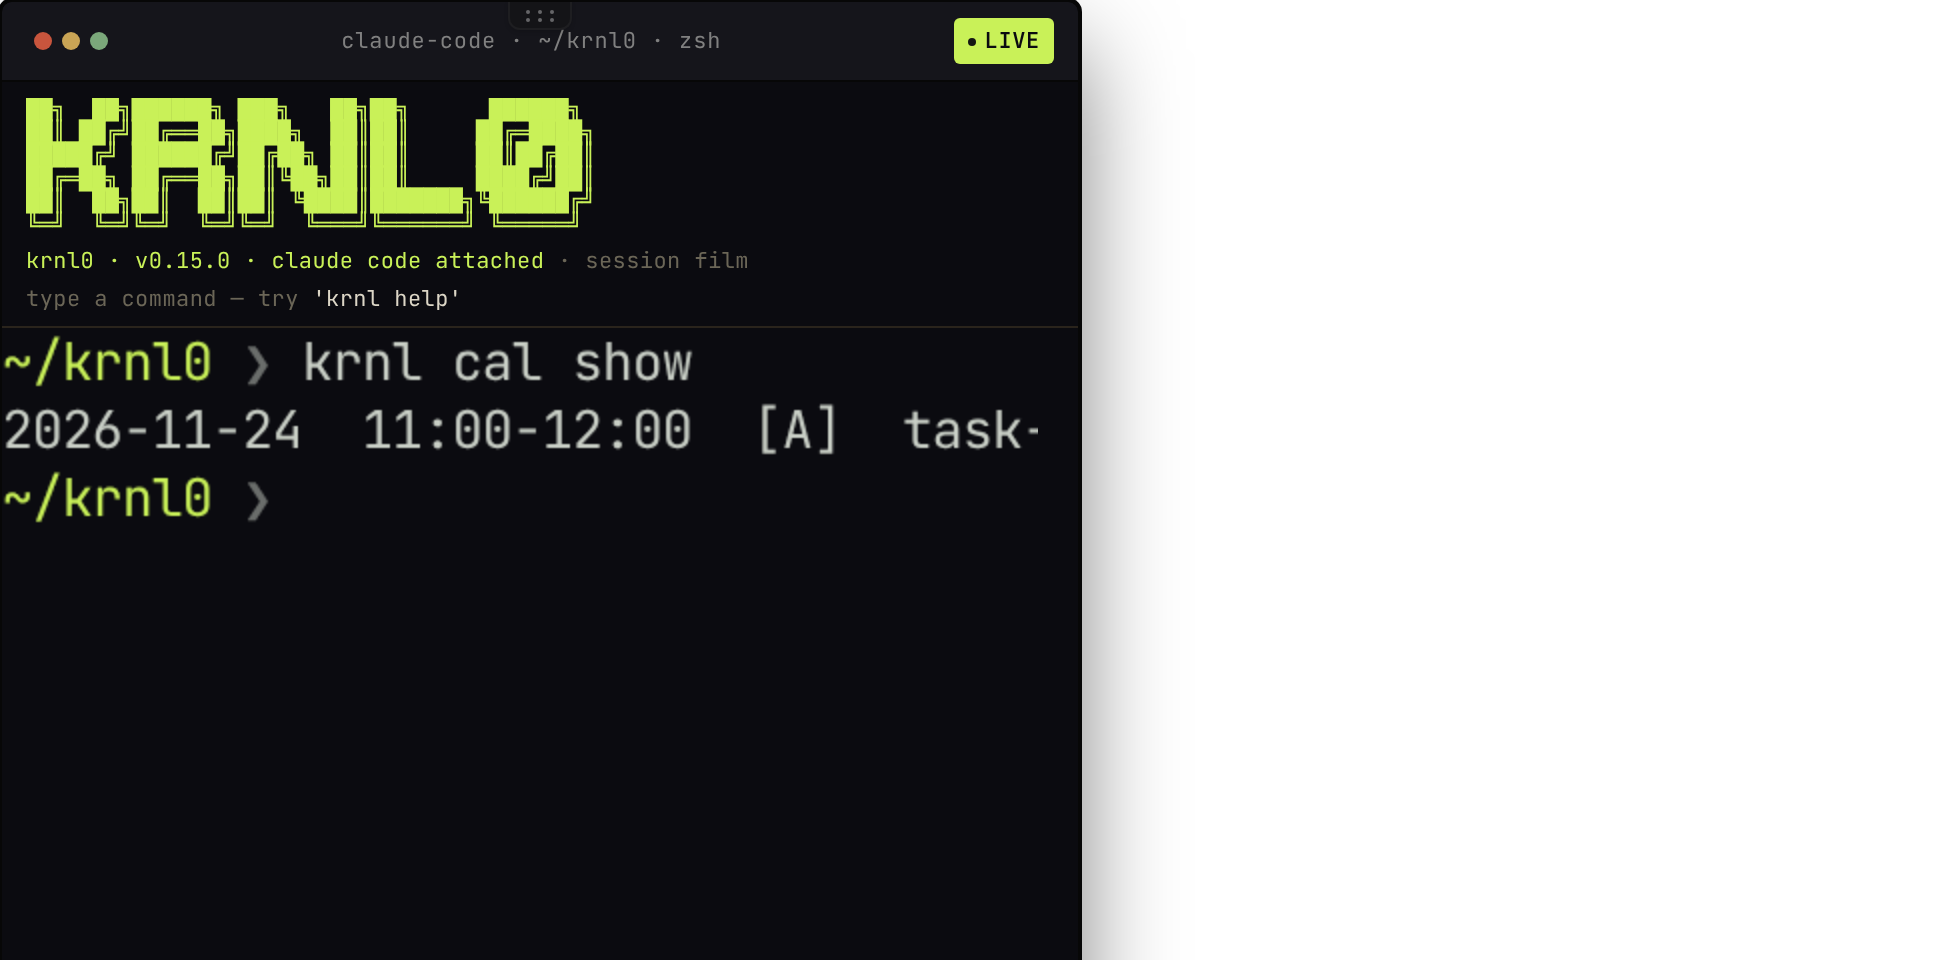 claude-code · ~/krnl0 · zsh
LIVE
KRNL0
krnl0 · v0.15.0 · claude code attached · session film
type a command — try 'krnl help'
~/krnl0 ❯ krnl cal show
2026-11-24  11:00-12:00  [A]  task-
~/krnl0 ❯